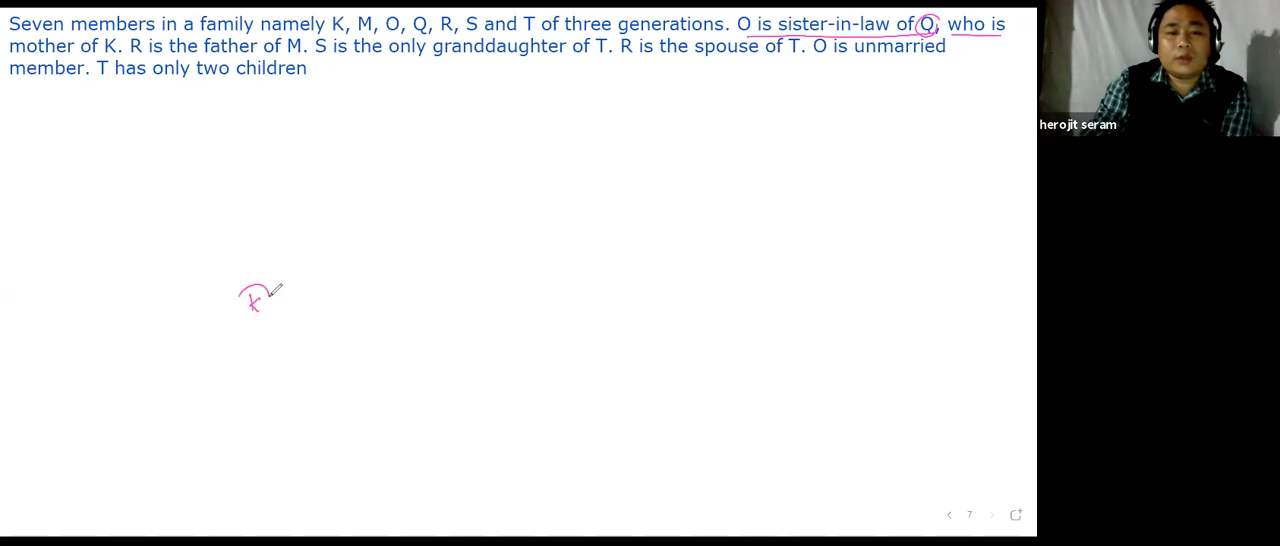 Seven members in a family namely K, M, O, Q, R, S and T of three generations. O is sister-in-law of Q, who is
mother of K. R is the father of M. S is the only granddaughter of T. R is the spouse of T. O is unmarried
member. T has only two children
herojit seram
K
7